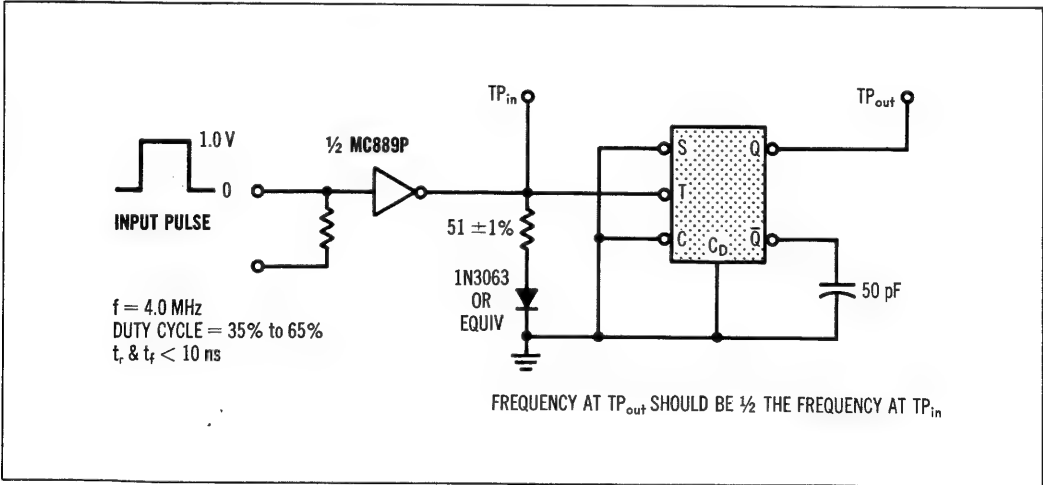 TPin
TPout
1.0 V
½ MC889P
S
Q
0
T
INPUT PULSE
51 ±1%
C
CD
Q̅
1N3063
OR
EQUIV
50 pF
f = 4.0 MHz
DUTY CYCLE = 35% to 65%
tr & tf < 10 ns
FREQUENCY AT TPout SHOULD BE ½ THE FREQUENCY AT TPin